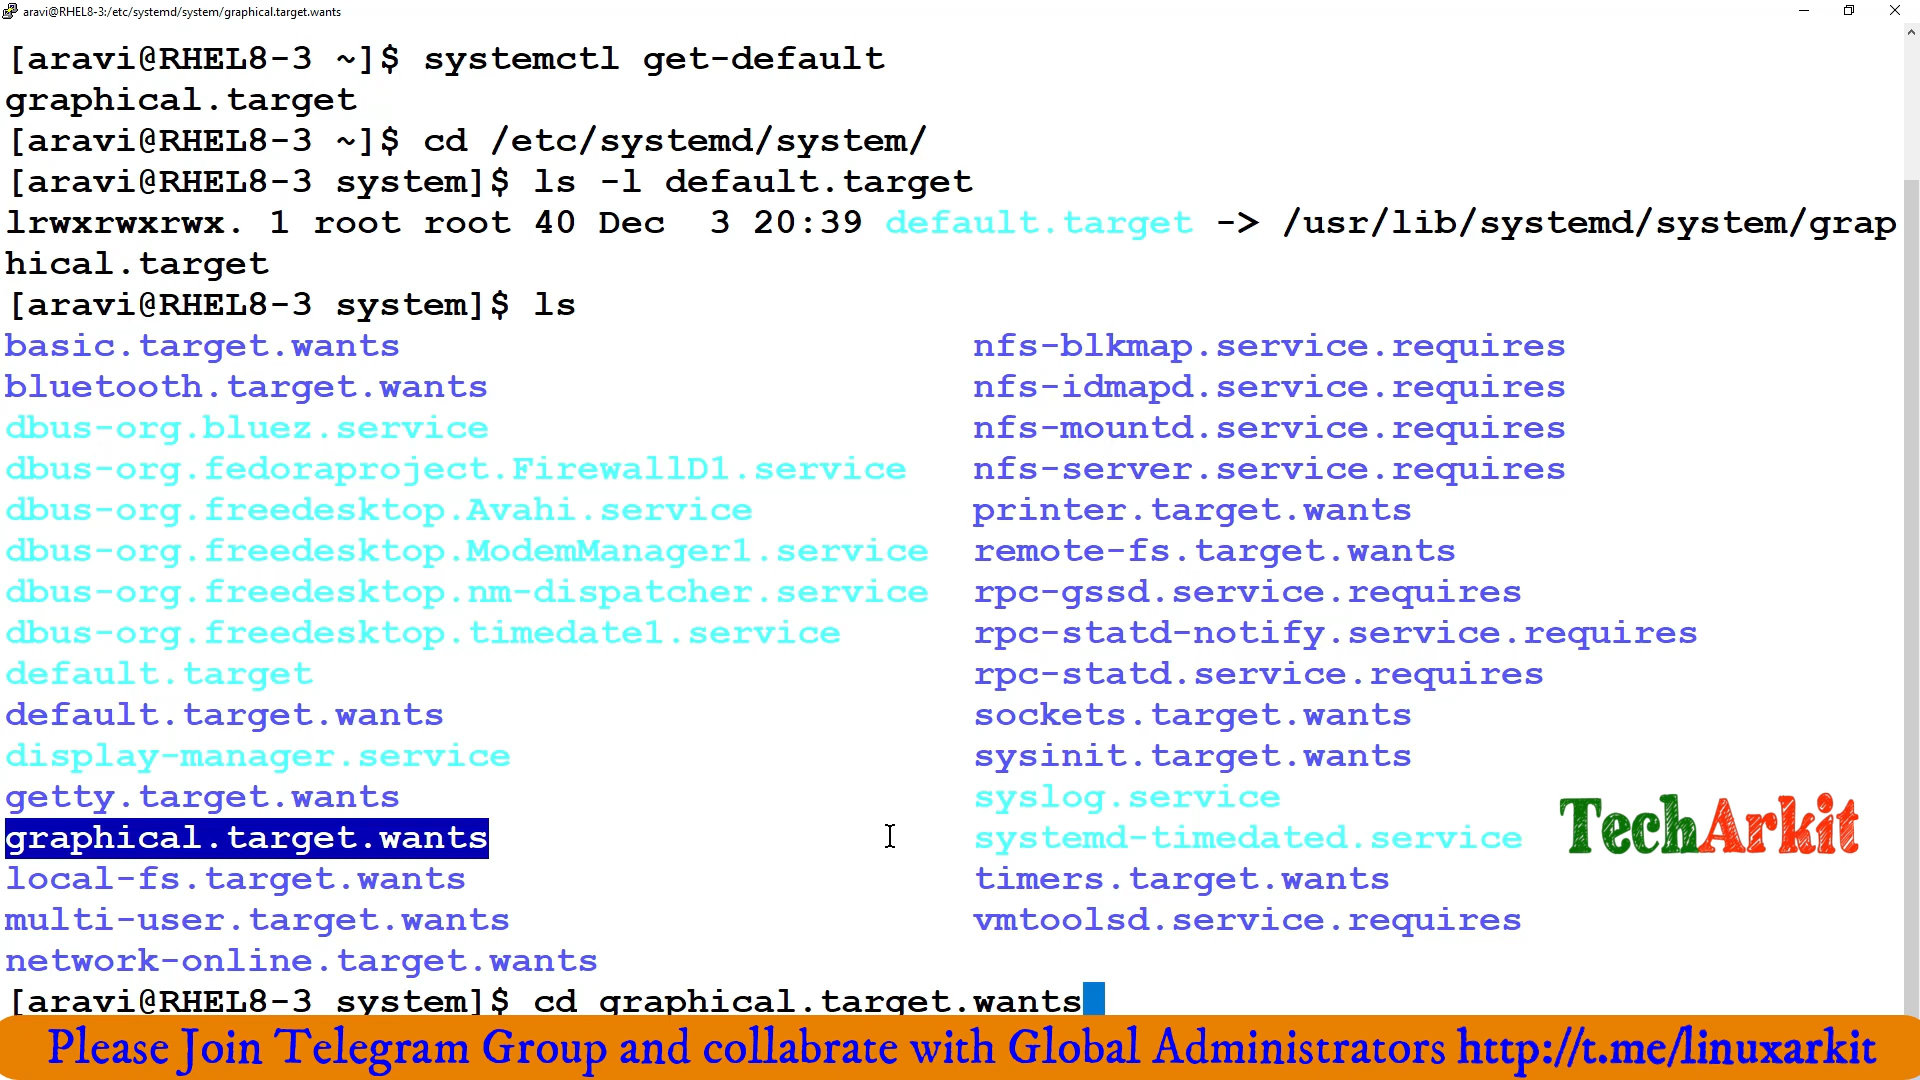 aravi@RHEL8-3:/etc/systemd/system/graphical.target.wants
[aravi@RHEL8-3 ~]$ systemctl get-default
graphical.target
[aravi@RHEL8-3 ~]$ cd /etc/systemd/system/
[aravi@RHEL8-3 system]$ ls -l default.target
lrwxrwxrwx. 1 root root 40 Dec  3 20:39 default.target -> /usr/lib/systemd/system/grap
hical.target
[aravi@RHEL8-3 system]$ ls
basic.target.wants nfs-blkmap.service.requires
bluetooth.target.wants nfs-idmapd.service.requires
dbus-org.bluez.service nfs-mountd.service.requires
dbus-org.fedoraproject.FirewallD1.service nfs-server.service.requires
dbus-org.freedesktop.Avahi.service printer.target.wants
dbus-org.freedesktop.ModemManager1.service remote-fs.target.wants
dbus-org.freedesktop.nm-dispatcher.service rpc-gssd.service.requires
dbus-org.freedesktop.timedate1.service rpc-statd-notify.service.requires
default.target rpc-statd.service.requires
default.target.wants sockets.target.wants
display-manager.service sysinit.target.wants
getty.target.wants syslog.service
graphical.target.wants systemd-timedated.service
local-fs.target.wants timers.target.wants
multi-user.target.wants vmtoolsd.service.requires
network-online.target.wants
[aravi@RHEL8-3 system]$ cd graphical.target.wants
TechArkit
Please Join Telegram Group and collabrate with Global Administrators http://t.me/linuxarkit